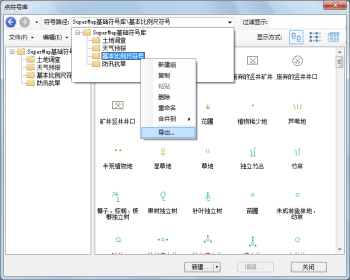 点符号库
符号路径: SuperMap基础符号库\基本比例尺符号
过滤显示:
文件(F)
编辑(E)
显示方式:
SuperMap基础符号库
土地调查
天气预报
基本比例尺符号
防汛抗旱
SuperMap基础符号库
土地调查
天气预报
基本比例尺符号
防汛抗旱
新建组
复制
粘贴
删除
重命名
合并到
导出...
废弃的竖井井口
矿井竖井井口
花圃
植物稀少地
芦苇地
半荒植物地
湿草地
草地
独立竹丛
竹林
椰子、棕榈、槟榔独立树
果树独立树
针叶独立树
苗圃
未成林造林地、幼林
新建...
编辑...
关闭